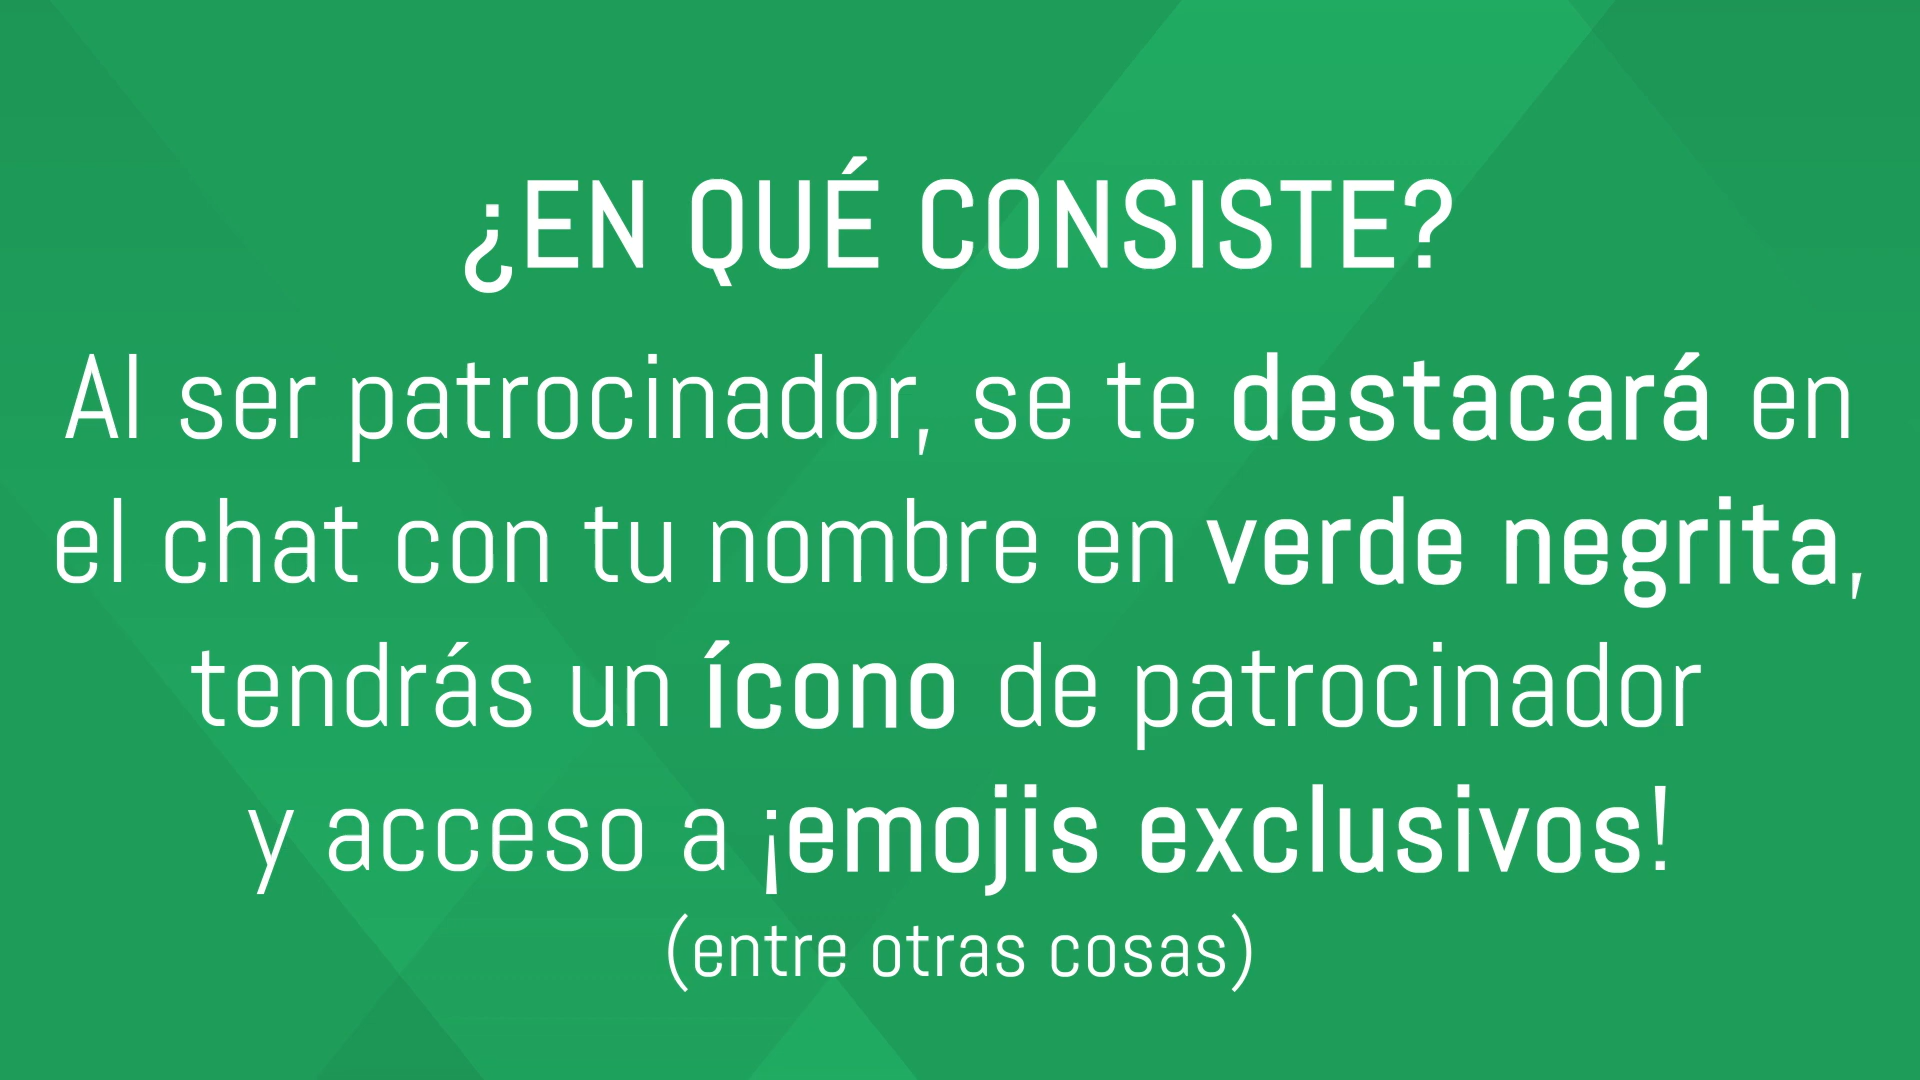 ¿EN QUÉ CONSISTE?
Al ser patrocinador, se te destacará en
el chat con tu nombre en verde negrita,
tendrás un ícono de patrocinador
y acceso a ¡emojis exclusivos!
(entre otras cosas)